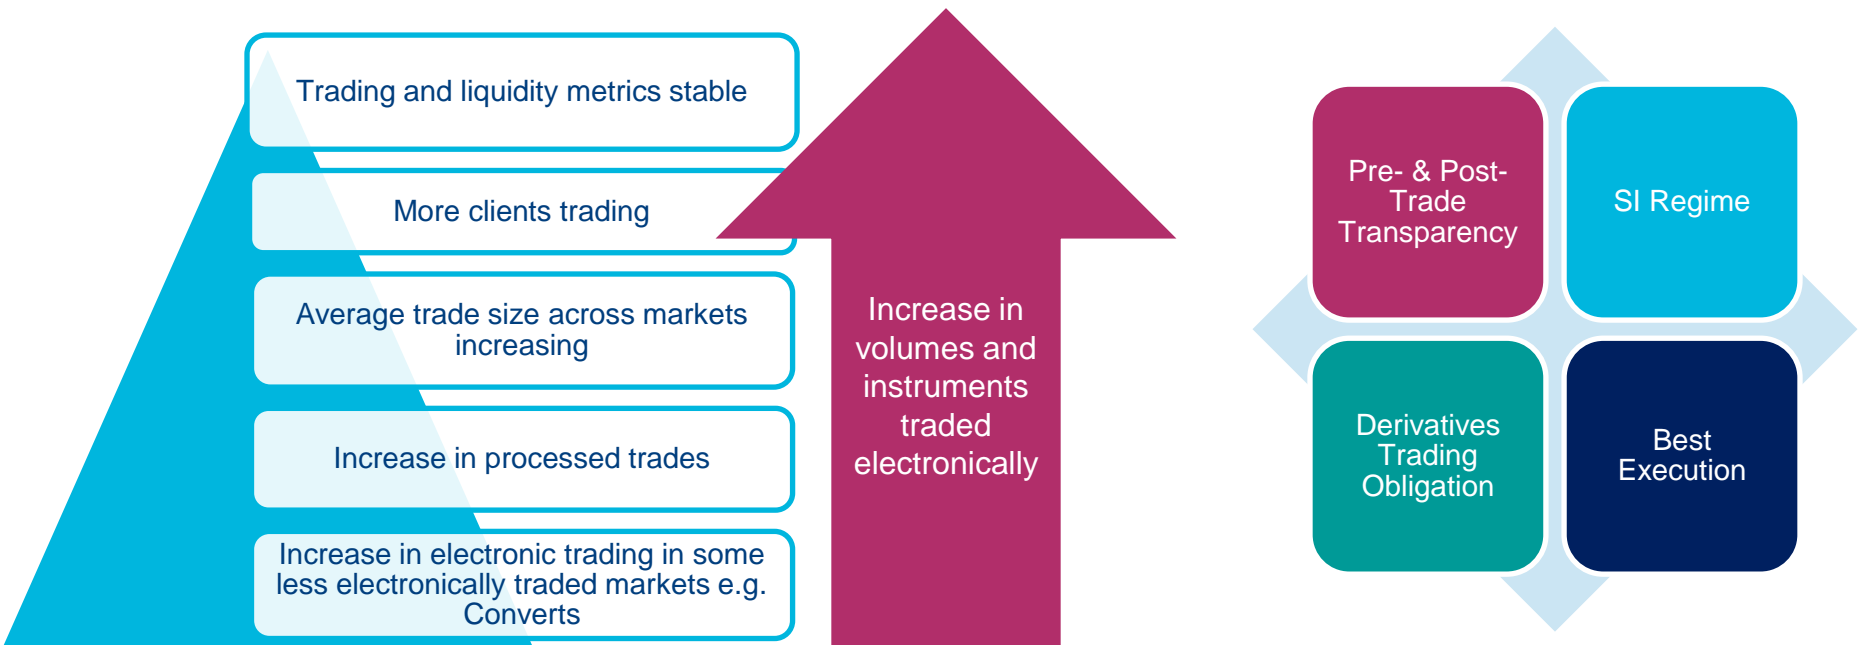 Trading and liquidity metrics stable
More clients trading
Average trade size across markets
increasing
Increase in processed trades
Increase in electronic trading in some
less electronically traded markets e.g.
Converts
Increase in
volumes and
instruments
traded
electronically
Pre- & Post-
Trade
Transparency
SI Regime
Derivatives
Trading
Obligation
Best
Execution